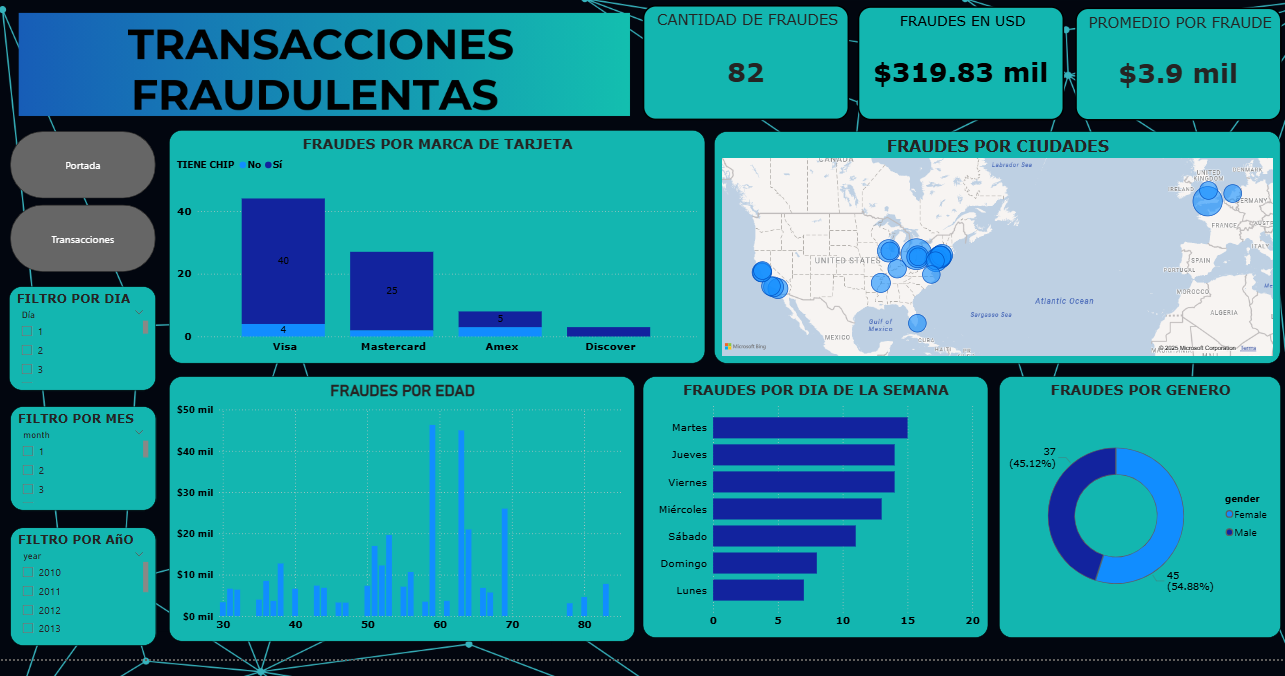 TRANSACCIONES
FRAUDULENTAS
CANTIDAD DE FRAUDES
82
FRAUDES EN USD
$319.83 mil
PROMEDIO POR FRAUDE
$3.9 mil
Portada
Transacciones
FILTRO POR DIA
Día
1
2
3
FILTRO POR MES
month
1
2
3
FILTRO POR AñO
year
2010
2011
2012
2013
FRAUDES POR MARCA DE TARJETA
TIENE CHIP No Sí
40
20
0
40
4
25
5
Visa
Mastercard
Amex
Discover
FRAUDES POR CIUDADES
CANADA
Labrador Sea
UNITED
KINGDOM
DENMARK
IRELAND
GERMANY
FRANCE
ITALY
SPAIN
PORTUGAL
UNITED STATES
Atlantic Ocean
Sargasso Sea
Gulf of
Mexico
MEXICO
CUBA
MOROCCO
ALGERIA
Microsoft Bing
© 2025 Microsoft Corporation Terms
FRAUDES POR EDAD
$50 mil
$40 mil
$30 mil
$20 mil
$10 mil
$0 mil
30 40 50 60 70 80
FRAUDES POR DIA DE LA SEMANA
Martes
Jueves
Viernes
Miércoles
Sábado
Domingo
Lunes
0 5 10 15 20
FRAUDES POR GENERO
37
(45.12%)
45
(54.88%)
gender
Female
Male